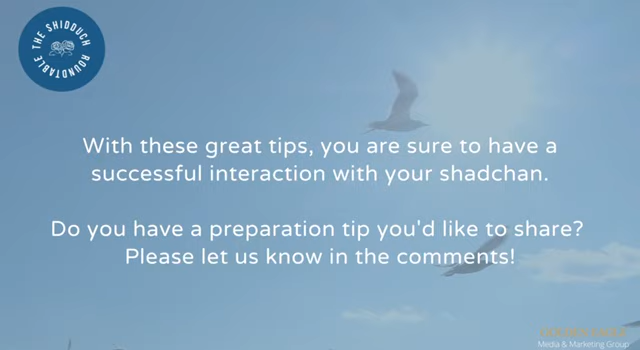 THE SHIDDUCH
ROUNDTABLE
With these great tips, you are sure to have a
successful interaction with your shadchan.
Do you have a preparation tip you'd like to share?
Please let us know in the comments!
Media & Marketing Group